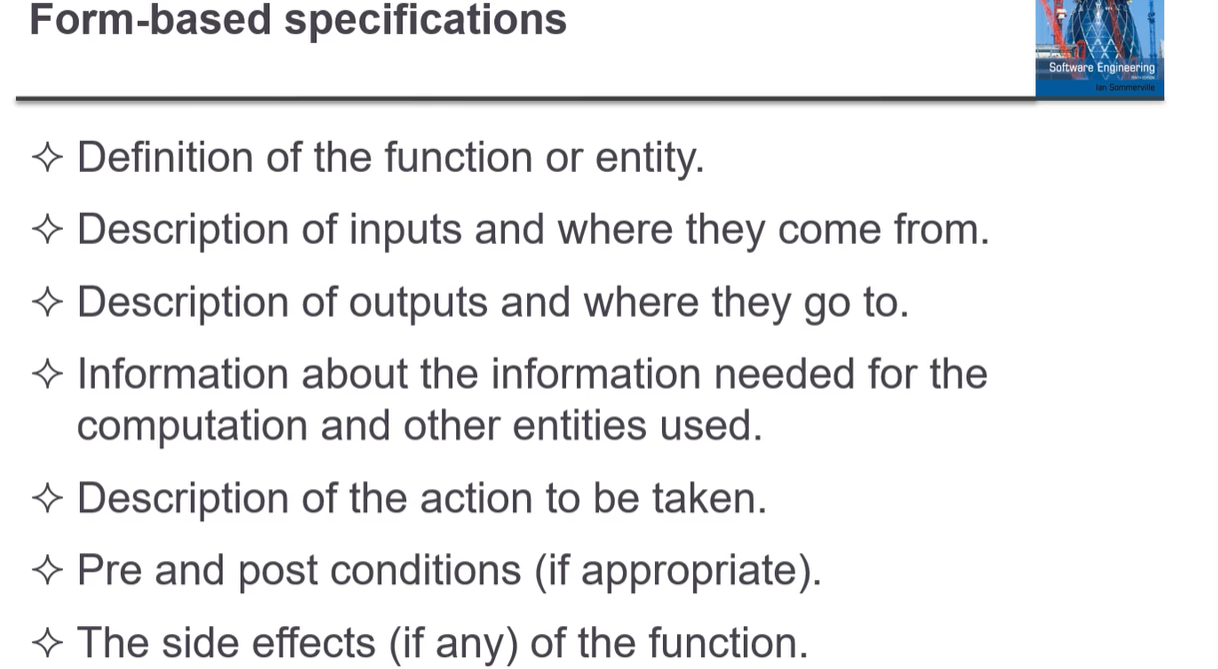 Form-based specifications
Software Engineering
Ian Sommerville
✧ Definition of the function or entity.
✧ Description of inputs and where they come from.
✧ Description of outputs and where they go to.
✧ Information about the information needed for the
computation and other entities used.
✧ Description of the action to be taken.
✧ Pre and post conditions (if appropriate).
✧ The side effects (if any) of the function.